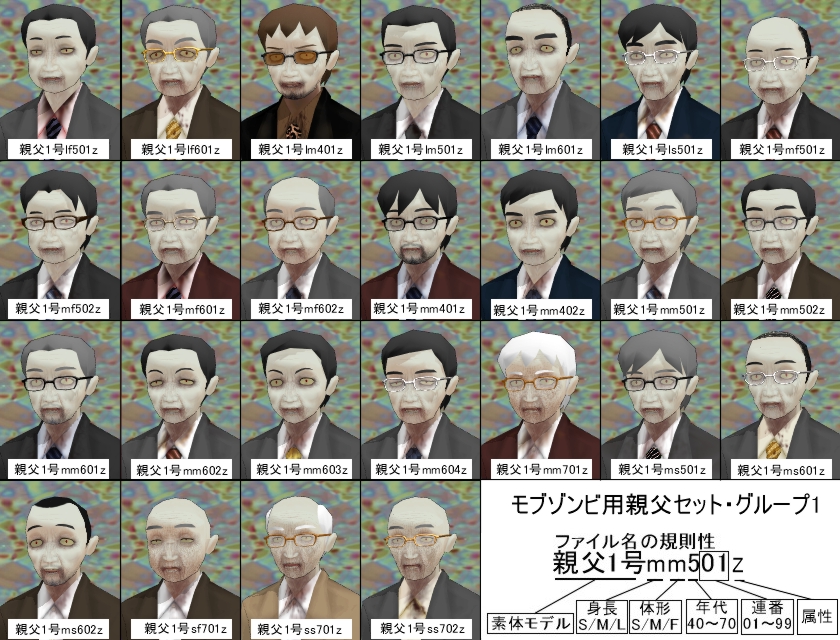 親父1号lf501z
親父1号lf601z
親父1号lm401z
親父1号lm501z
親父1号lm601z
親父1号ls501z
親父1号mf501z
親父1号mf502z
親父1号mf601z
親父1号mf602z
親父1号mm401z
親父1号mm402z
親父1号mm501z
親父1号mm502z
親父1号mm601z
親父1号mm602z
親父1号mm603z
親父1号mm604z
親父1号mm701z
親父1号ms501z
親父1号ms601z
親父1号ms602z
親父1号sf701z
親父1号ss701z
親父1号ss702z
モブゾンビ用親父セット・グループ1
ファイル名の規則性
親父1号mm501z
素体モデル
身長
S/M/L
体形
S/M/F
年代
40～70
連番
01～99
属性